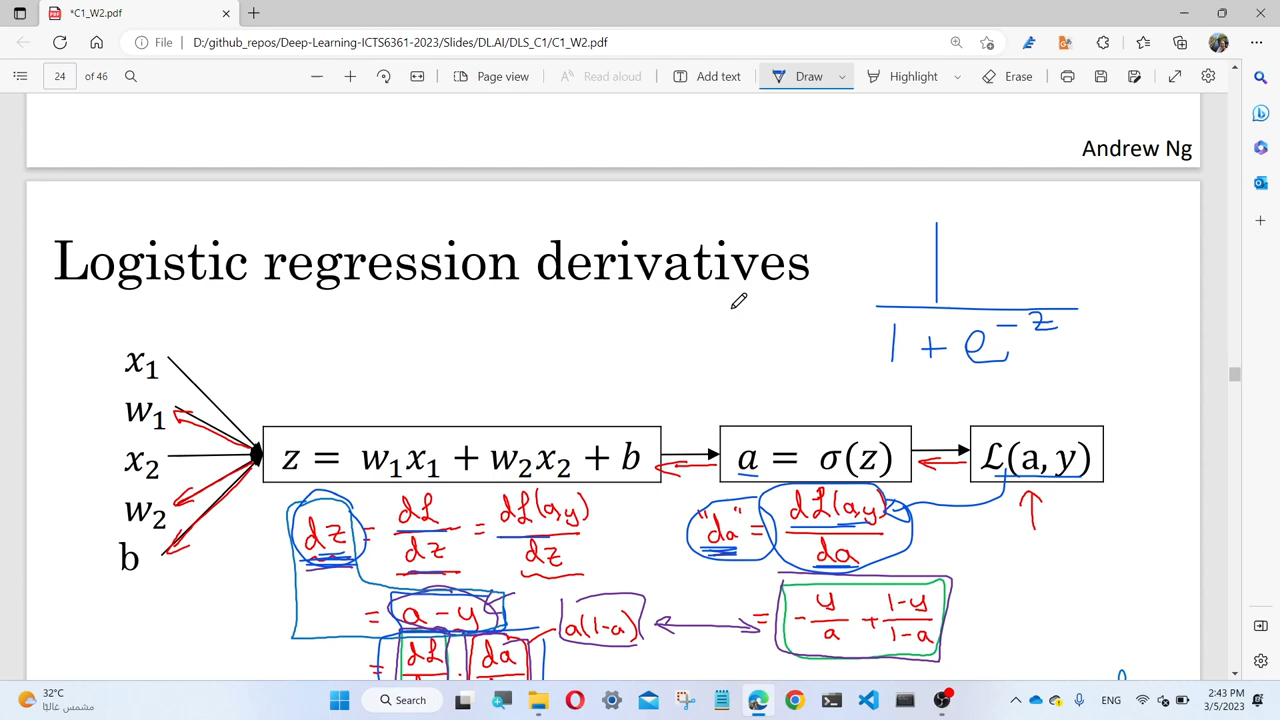 *C1_W2.pdf
File D:/github_repos/Deep-Learning-ICTS6361-2023/Slides/DL.AI/DLS_C1/C1_W2.pdf
24 of 46 Page view Read aloud Add text Draw Highlight Erase
Andrew Ng
Logistic regression derivatives
1
1 + e^{-z}
x₁
w₁
x₂
w₂
b
z = w₁x₁ + w₂x₂ + b
a = σ(z)
ℒ(a, y)
dz = dℒ/dz = dℒ(a,y)/dz
"da" = dℒ(a,y)/da
= a - y
a(1-a)
= -y/a + (1-y)/(1-a)
= dℒ · da
32°C
مشمس غالبًا
Search
ENG
2:43 PM
3/5/2023